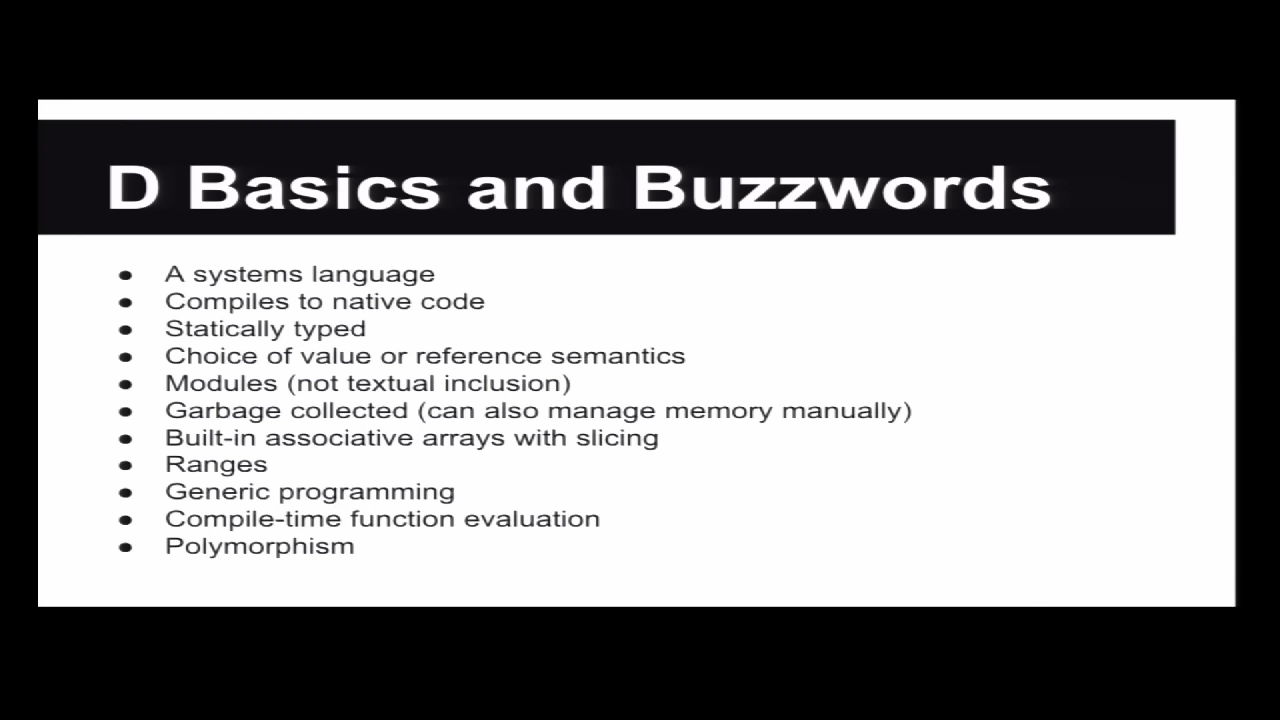 D Basics and Buzzwords
● A systems language
● Compiles to native code
● Statically typed
● Choice of value or reference semantics
● Modules (not textual inclusion)
● Garbage collected (can also manage memory manually)
● Built-in associative arrays with slicing
● Ranges
● Generic programming
● Compile-time function evaluation
● Polymorphism